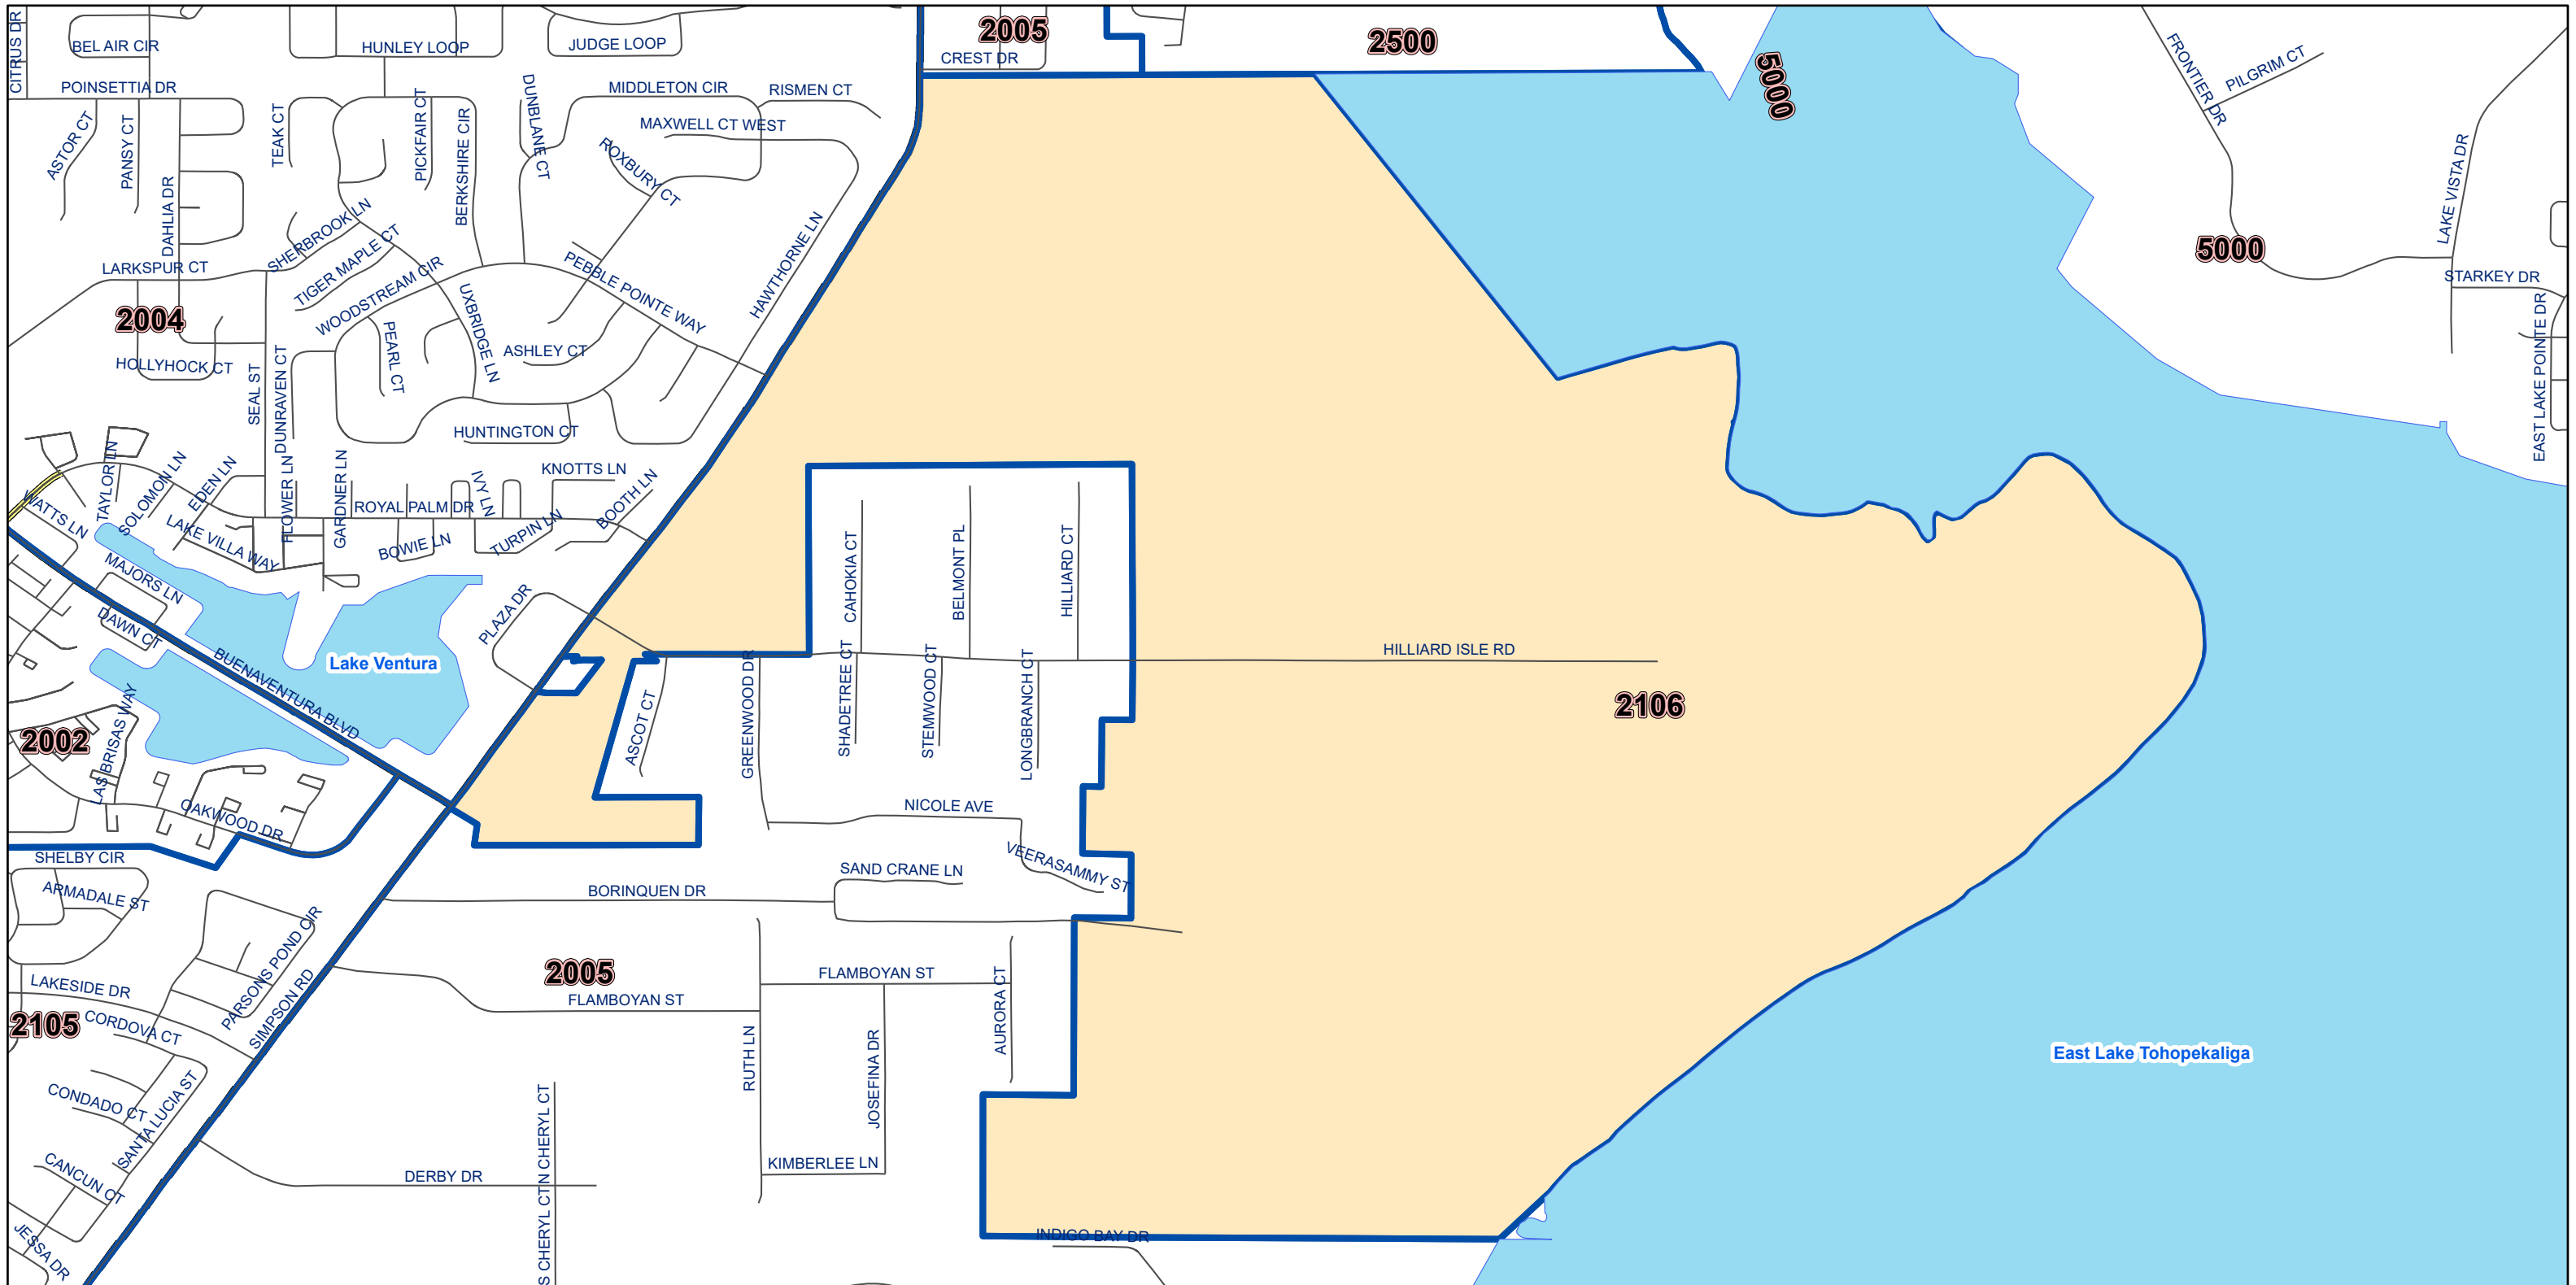 CITRUS DR
BEL AIR CIR
HUNLEY LOOP
JUDGE LOOP
2005
CREST DR
2500
5000
FRONTIER DR
PILGRIM CT
POINSETTIA DR
MIDDLETON CIR
RISMEN CT
MAXWELL CT WEST
ASTOR CT
PANSY CT
DAHLIA DR
TEAK CT
PICKFAIR CT
BERKSHIRE CIR
DUNBLANE CT
ROXBURY CT
LAKE VISTA DR
LARKSPUR CT
SHERBROOK LN
TIGER MAPLE CT
WOODSTREAM CIR
UXBRIDGE LN
PEBBLE POINTE WAY
HAWTHORNE LN
5000
STARKEY DR
EAST LAKE POINTE DR
2004
HOLLYHOCK CT
SEAL ST
DUNRAVEN CT
PEARL CT
ASHLEY CT
HUNTINGTON CT
TAYLOR LN
SOLOMON LN
EDEN LN
FLOWER LN
GARDNER LN
ROYAL PALM DR
IVY LN
KNOTTS LN
BOOTH LN
WATTS LN
LAKE VILLA WAY
BOWIE LN
TURPIN LN
MAJORS LN
DAWN CT
PLAZA DR
CAHOKIA CT
BELMONT PL
HILLIARD CT
Lake Ventura
BUENAVENTURA BLVD
HILLIARD ISLE RD
2106
2002
LAS BRISAS WAY
ASCOT CT
GREENWOOD DR
SHADETREE CT
STEMWOOD CT
LONGBRANCH CT
OAKWOOD DR
NICOLE AVE
SHELBY CIR
ARMADALE ST
SAND CRANE LN
VEERASAMMY ST
BORINQUEN DR
PARSONS POND CIR
SIMPSON RD
LAKESIDE DR
2105
CORDOVA CT
2005
FLAMBOYAN ST
FLAMBOYAN ST
AURORA CT
RUTH LN
JOSEFINA DR
East Lake Tohopekaliga
CONDADO CT
SANTA LUCIA ST
CANCUN CT
DERBY DR
N CHERYL CT
S CHERYL CT
KIMBERLEE LN
JESSA DR
INDIGO BAY DR